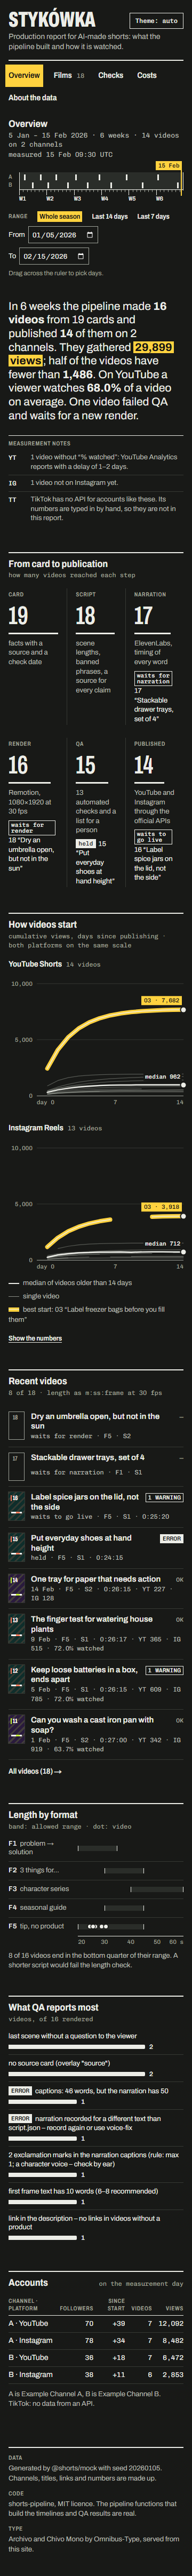 STYKÓWKA
Theme: auto
Production report for AI-made shorts: what the
pipeline built and how it is watched.
Overview
Films 18
Checks
Costs
About the data
Overview
5 Jan – 15 Feb 2026 · 6 weeks · 14 videos
on 2 channels
measured 15 Feb 09:30 UTC
15 Feb
A
B
W1 W2 W3 W4 W5 W6
RANGE Whole season Last 14 days Last 7 days
From 01/05/2026
To 02/15/2026
Drag across the ruler to pick days.
In 6 weeks the pipeline made 16
videos from 19 cards and
published 14 of them on 2
channels. They gathered 29,899
views; half of the videos have
fewer than 1,486. On YouTube a
viewer watches 68.0% of a video
on average. One video failed QA
and waits for a new render.
MEASUREMENT NOTES
YT 1 video without "% watched": YouTube Analytics
reports with a delay of 1–2 days.
IG 1 video not on Instagram yet.
TT TikTok has no API for accounts like these. Its
numbers are typed in by hand, so they are not in
this report.
From card to publication
how many videos reached each step
CARD
19
facts with a
source and a
check date
SCRIPT
18
scene
lengths,
banned
phrases, a
source for
every claim
NARRATION
17
ElevenLabs,
timing of
every word
waits for
narration
17
"Stackable
drawer trays,
set of 4"
RENDER
16
Remotion,
1080×1920 at
30 fps
waits for
render
18 "Dry an
umbrella open,
but not in the
sun"
QA
15
13
automated
checks and a
list for a
person
held 15
"Put
everyday
shoes at
hand height"
PUBLISHED
14
YouTube and
Instagram
through the
official APIs
waits to
go live
16 "Label
spice jars on
the lid, not
the side"
How videos start
cumulative views, days since publishing ·
both platforms on the same scale
YouTube Shorts 14 videos
10,000
5,000
0
03 · 7,682
median 962
day 0 7 14
Instagram Reels 13 videos
10,000
5,000
0
03 · 3,918
median 712
day 0 7 14
median of videos older than 14 days
single video
best start: 03 "Label freezer bags before you fill
them"
Show the numbers
Recent videos
8 of 18 · length as m:ss:frame at 30 fps
18
Dry an umbrella open, but not in the
sun
–
waits for render · F5 · S2
17
Stackable drawer trays, set of 4
–
waits for narration · F1 · S1
16
Label spice jars on the lid, not
the side
1 WARNING
waits to go live · F5 · S1 · 0:25:20
15
Put everyday shoes at hand
height
ERROR
held · F5 · S1 · 0:24:15
14
One tray for paper that needs action
OK
14 Feb · F5 · S2 · 0:26:15 · YT 227 ·
IG 128
13
The finger test for watering house
plants
OK
9 Feb · F5 · S1 · 0:26:17 · YT 365 · IG
515 · 72.0% watched
12
Keep loose batteries in a box,
ends apart
1 WARNING
5 Feb · F5 · S1 · 0:26:15 · YT 609 · IG
785 · 72.0% watched
11
Can you wash a cast iron pan with
soap?
OK
1 Feb · F5 · S2 · 0:27:00 · YT 342 · IG
919 · 63.7% watched
All videos (18) →
Length by format
band: allowed range · dot: video
F1 problem →
solution
F2 3 things for...
F3 character series
F4 seasonal guide
F5 tip, no product
20 30 40 50 60 s
8 of 16 videos end in the bottom quarter of their range. A
shorter script would fail the length check.
What QA reports most
videos, of 16 rendered
last scene without a question to the viewer
2
no source card (overlay "source")
2
ERROR captions: 46 words, but the narration has 50
1
ERROR narration recorded for a different text than
script.json – record again or use voice-fix
1
2 exclamation marks in the narration captions (rule: max
1; a character voice – check by ear)
1
first frame text has 10 words (6–8 recommended)
1
link in the description – no links in videos without a
product
1
Accounts
on the measurement day
CHANNEL · PLATFORM FOLLOWERS SINCE START VIDEOS VIEWS
A · YouTube 70 +39 7 12,092
A · Instagram 78 +34 7 8,482
B · YouTube 36 +18 7 6,472
B · Instagram 38 +11 6 2,853
A is Example Channel A, B is Example Channel B.
TikTok: no data from an API.
DATA
Generated by @shorts/mock with seed 20260105.
Channels, titles, links and numbers are made up.
CODE
shorts-pipeline, MIT licence. The pipeline functions that
build the timelines and QA results are real.
TYPE
Archivo and Chivo Mono by Omnibus-Type, served from
this site.